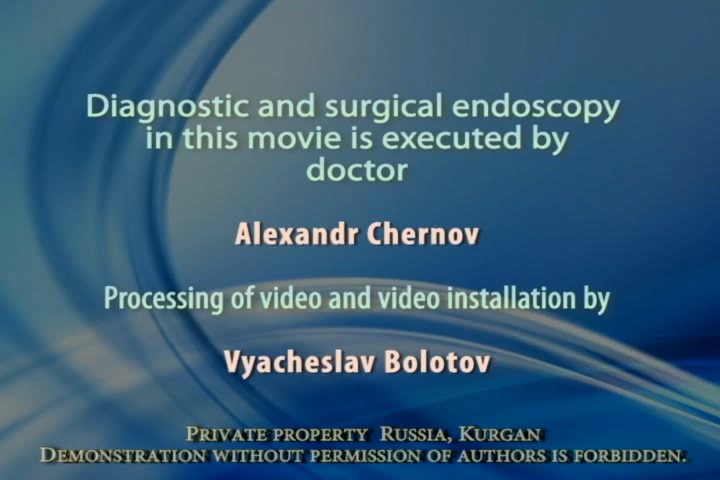 Diagnostic and surgical endoscopy
in this movie is executed by
doctor
Alexandr Chernov
Processing of video and video installation by
Vyacheslav Bolotov
Private property Russia, Kurgan
Demonstration without permission of authors is forbidden.